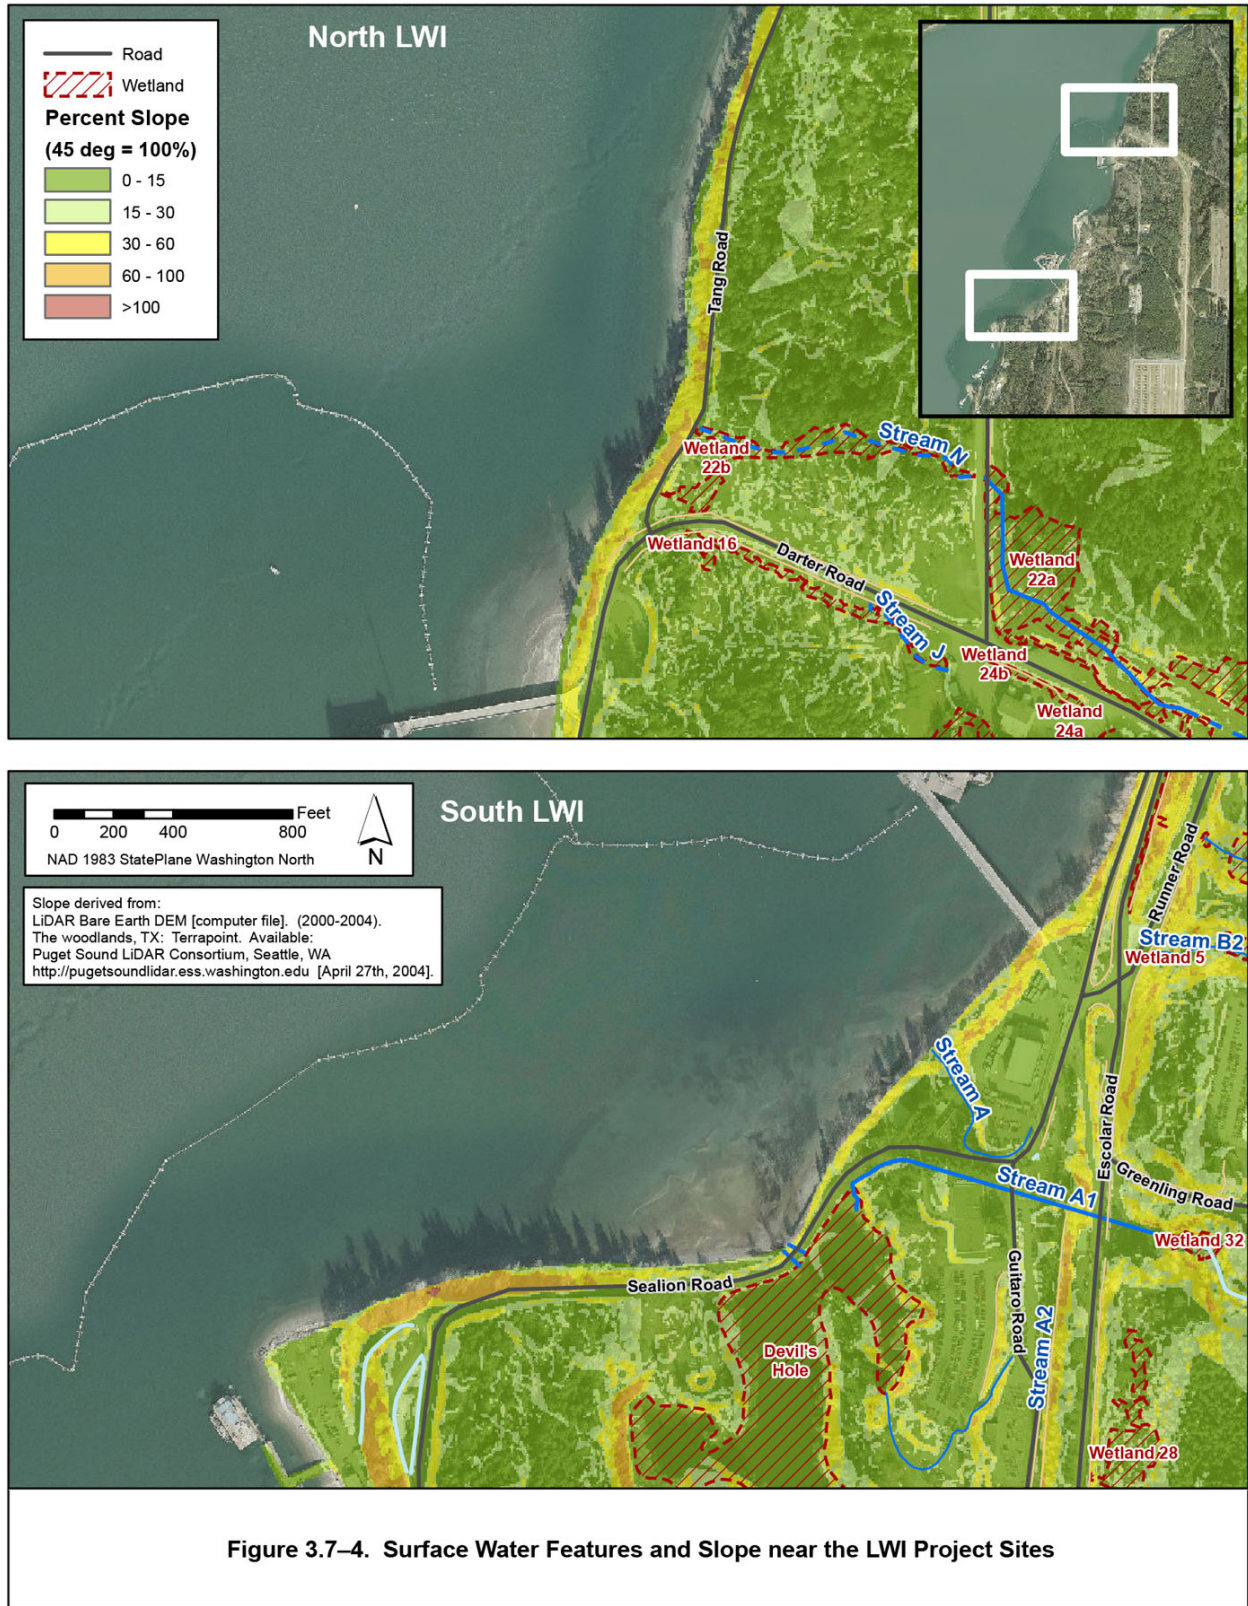 North LWI
Road
Wetland
Percent Slope
(45 deg = 100%)
0 - 15
15 - 30
30 - 60
60 - 100
>100
Tang Road
Stream N
Wetland
22b
Wetland 16
Darter Road
Stream J
Wetland
22a
Wetland
24b
Wetland
24a
South LWI
Feet
0 200 400 800
N
NAD 1983 StatePlane Washington North
Slope derived from:
LiDAR Bare Earth DEM [computer file]. (2000-2004).
The woodlands, TX: Terrapoint. Available:
Puget Sound LiDAR Consortium, Seattle, WA
http://pugetsoundlidar.ess.washington.edu [April 27th, 2004].
Runner Road
Stream B2
Wetland 5
Stream A
Escolar Road
Greenling Road
Stream A1
Wetland 32
Guitaro Road
Sealion Road
Devil's
Hole
Stream A2
Wetland 28
Figure 3.7–4. Surface Water Features and Slope near the LWI Project Sites